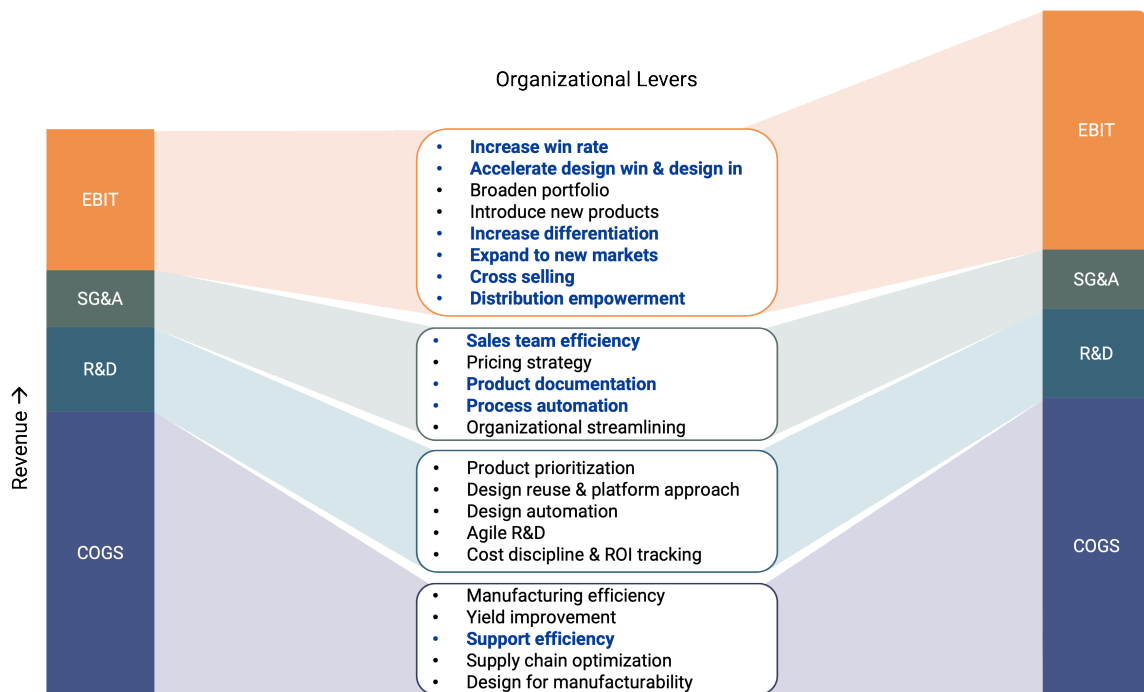 Organizational Levers
EBIT
SG&A
R&D
COGS
Revenue →
• Increase win rate
• Accelerate design win & design in
• Broaden portfolio
• Introduce new products
• Increase differentiation
• Expand to new markets
• Cross selling
• Distribution empowerment
• Sales team efficiency
• Pricing strategy
• Product documentation
• Process automation
• Organizational streamlining
• Product prioritization
• Design reuse & platform approach
• Design automation
• Agile R&D
• Cost discipline & ROI tracking
• Manufacturing efficiency
• Yield improvement
• Support efficiency
• Supply chain optimization
• Design for manufacturability
EBIT
SG&A
R&D
COGS